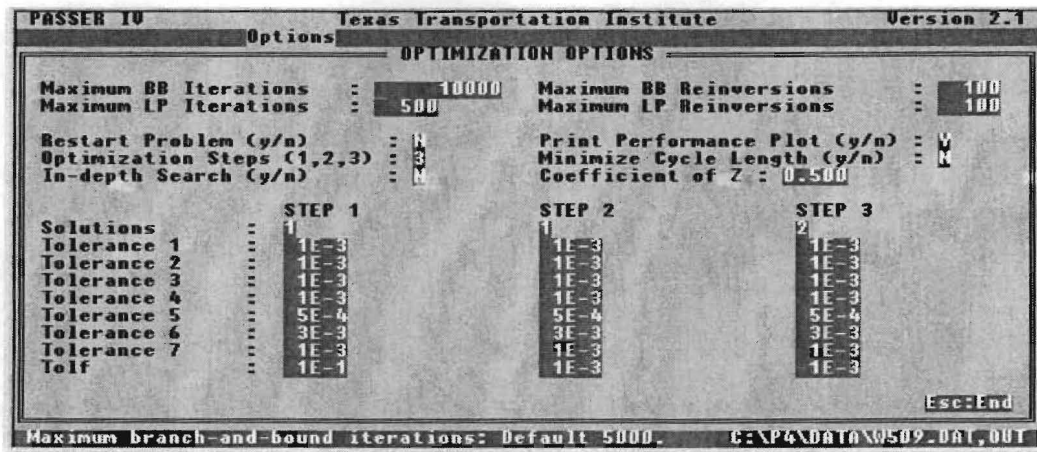 PASSER IV Texas Transportation Institute Version 2.1
Options
OPTIMIZATION OPTIONS
Maximum BB Iterations : 10000 Maximum BB Reinversions : 100
Maximum LP Iterations : 500 Maximum LP Reinversions : 100
Restart Problem (y/n) : N Print Performance Plot (y/n) : Y
Optimization Steps (1,2,3) : 3 Minimize Cycle Length (y/n) : N
In-depth Search (y/n) : N Coefficient of Z : 0.500
STEP 1 STEP 2 STEP 3
Solutions : 1 1 2
Tolerance 1 : 1E-3 1E-3 1E-3
Tolerance 2 : 1E-3 1E-3 1E-3
Tolerance 3 : 1E-3 1E-3 1E-3
Tolerance 4 : 1E-3 1E-3 1E-3
Tolerance 5 : 5E-4 5E-4 5E-4
Tolerance 6 : 3E-3 3E-3 3E-3
Tolerance 7 : 1E-3 1E-3 1E-3
Tolf : 1E-1 1E-3 1E-3
Esc:End
Maximum branch-and-bound iterations: Default 5000. C:\P4\DATA\W509.DAT,OUT